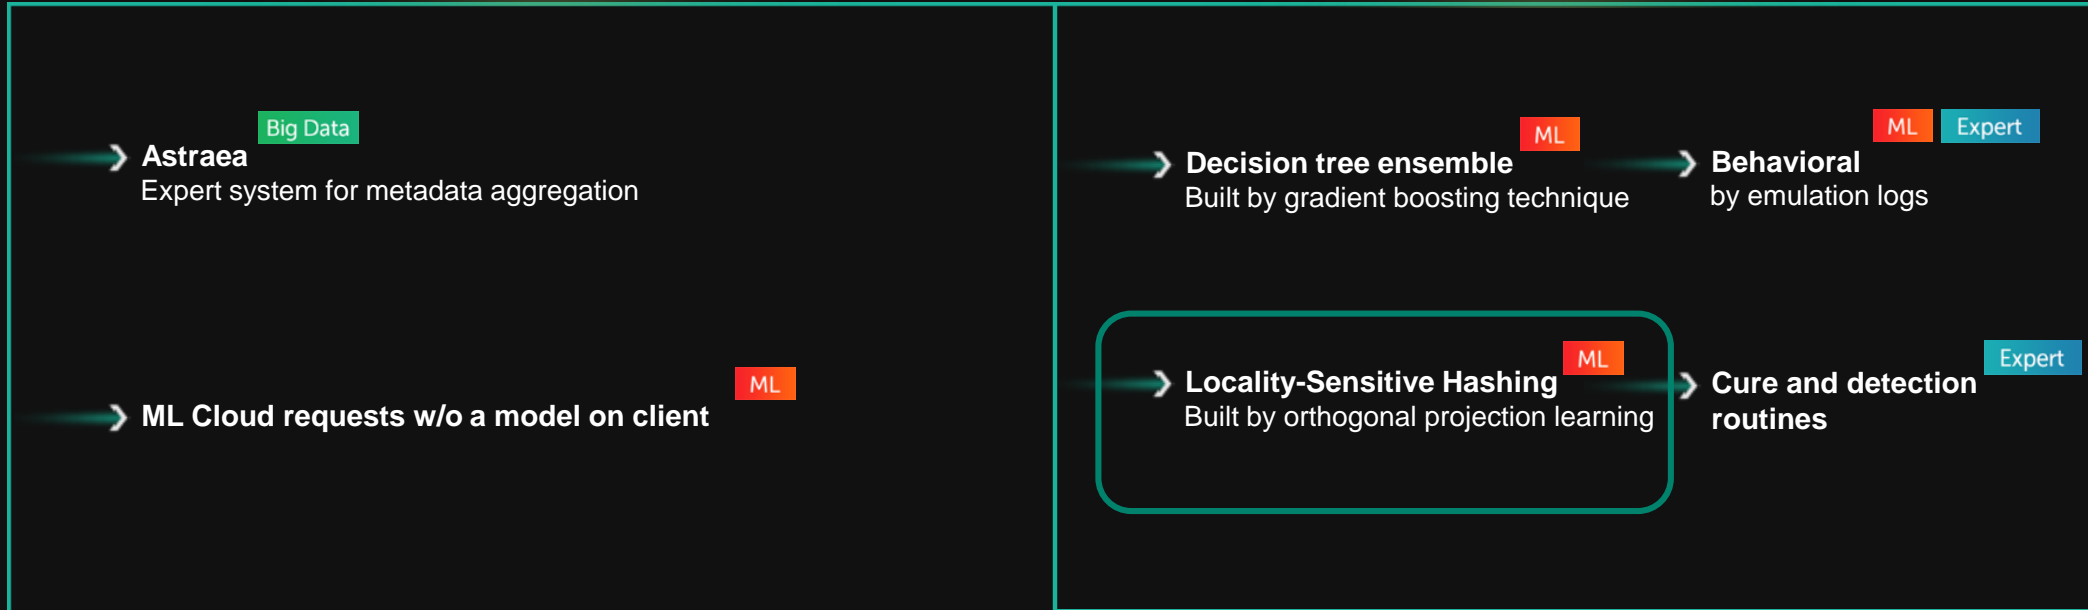 Big Data
Astraea
Expert system for metadata aggregation
ML
ML Cloud requests w/o a model on client
ML
Decision tree ensemble
Built by gradient boosting technique
ML Expert
Behavioral
by emulation logs
ML
Locality-Sensitive Hashing
Built by orthogonal projection learning
Expert
Cure and detection
routines